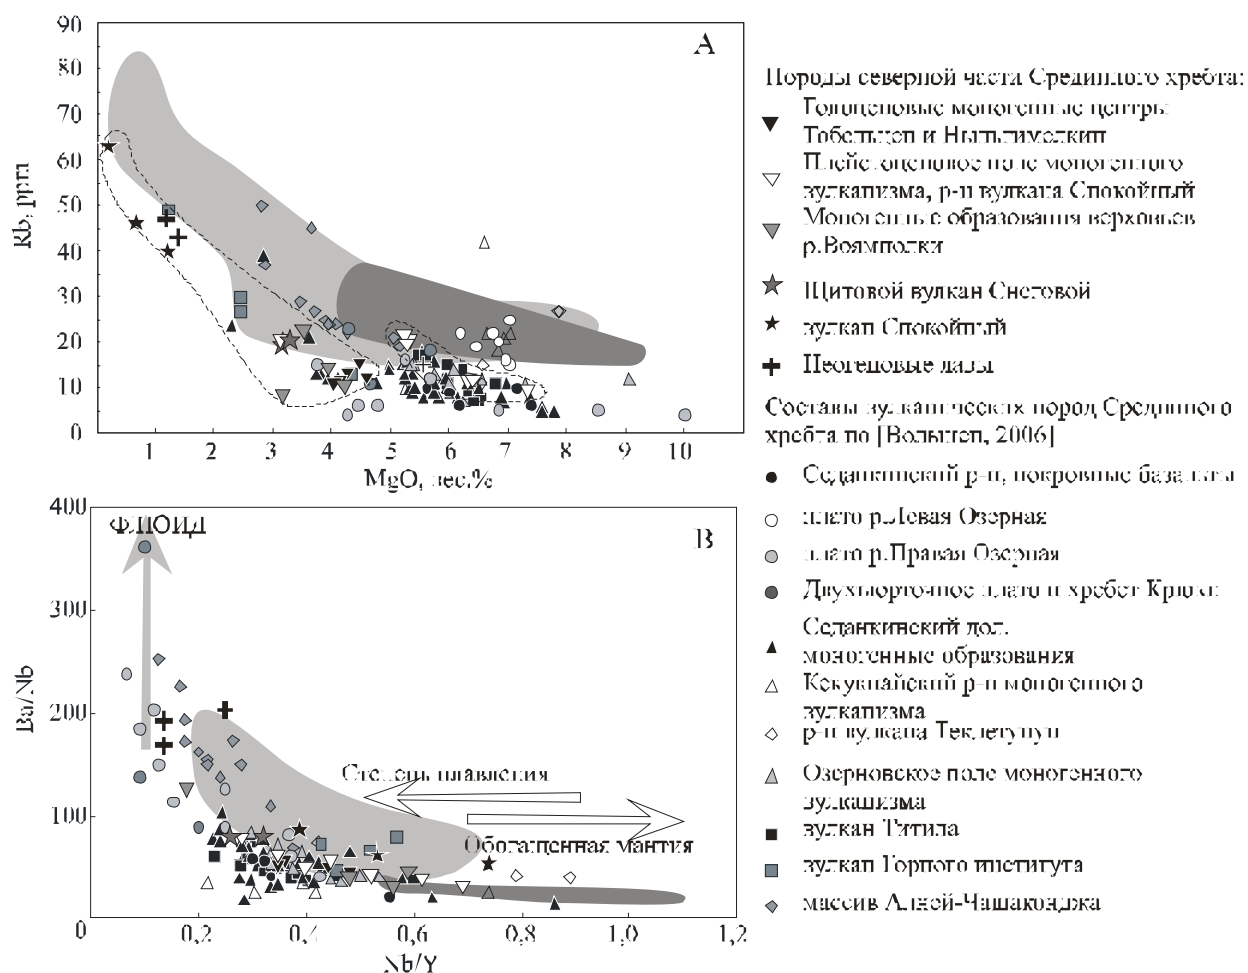 90
80
70
60
50
40
30
20
10
0
Rb, ppm
А
1 2 3 4 5 6 7 8 9 10
MgO, вес.%
400
300
200
100
0
Ba/Nb
ФЛЮИД
В
Степень плавления
Обогащенная мантия
0,2 0,4 0,6 0,8 1,0 1,2
Nb/Y
Породы северной части Срединного хребта:
Голоценовые моногенные центры
Тобельцен и
Плейстоценовое поле моногенного
вулканизма, р-н вулкана Спокойный
Моногенные образования верховьев
р.Воямполки
Щитовой вулкан Снеговой
вулкан Спокойный
Неогеновые лавы
Составы вулканических пород Срединного
хребта по [Волынец, 2006]
Седанкинский р-н, покровные базальты
плато р.Левая Озерная
плато р.Правая Озерная
Двухюрточное плато и хребет Крюки
Седанкинский дол.
моногенные образования
Кекукнайский р-н моногенного
вулканизма
р-н вулкана Теклетунуп
Озерновское поле моногенного
вулканизма
вулкан Титила
вулкан Горного института
массив Алней-Чашаконджа